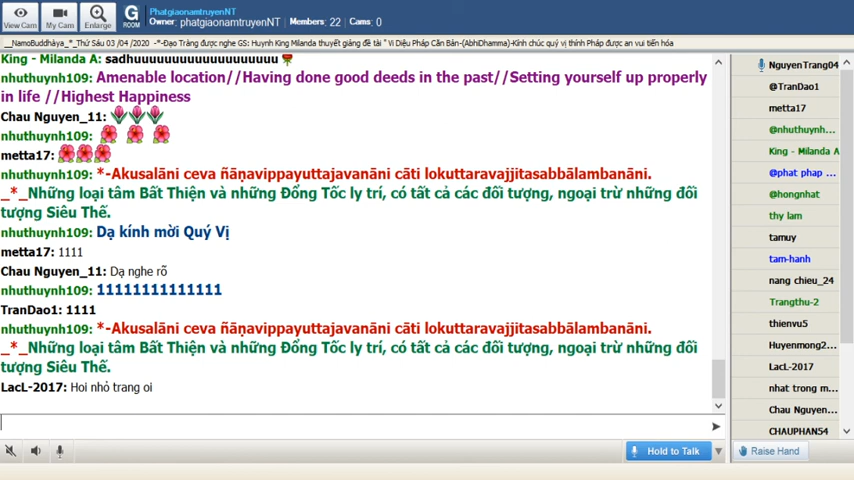 PhatgiaonamtruyenNT
Owner: phatgiaonamtruyenNT Members: 22 Cams: 0
View Cam
My Cam
Enlarge
ROOM
__NamoBuddhàya_*_Thứ Sáu 03 /04 /2020 -*-Đạo Tràng được nghe GS: Huynh King Milanda thuyết giảng đề tài " Vi Diệu Pháp Căn Bản-(AbhiDhamma)-Kính chúc quý vị thính Pháp được an vui tiến hóa
King - Milanda A: sadhuuuuuuuuuuuuuuuuuuu
nhuthuynh109: Amenable location//Having done good deeds in the past//Setting yourself up properly
in life //Highest Happiness
Chau Nguyen_11:
nhuthuynh109:
metta17:
nhuthuynh109: *-Akusalāni ceva ñāṇavippayuttajavanāni cāti lokuttaravajjitasabbālambanāni.
_*_Những loại tâm Bất Thiện và những Đổng Tốc ly trí, có tất cả các đối tượng, ngoại trừ những đối
tượng Siêu Thế.
nhuthuynh109: Dạ kính mời Quý Vị
metta17: 1111
Chau Nguyen_11: Dạ nghe rõ
nhuthuynh109: 11111111111111
TranDao1: 1111
nhuthuynh109: *-Akusalāni ceva ñāṇavippayuttajavanāni cāti lokuttaravajjitasabbālambanāni.
_*_Những loại tâm Bất Thiện và những Đổng Tốc ly trí, có tất cả các đối tượng, ngoại trừ những đối
tượng Siêu Thế.
LacL-2017: Hoi nhỏ trang oi
Hold to Talk
NguyenTrang04
@TranDao1
metta17
@nhuthuynh...
King - Milanda A
@phat phap ...
@hongnhat
thy lam
tamuy
tam-hanh
nang chieu_24
Trangthu-2
thienvu5
Huyenmong2...
LacL-2017
nhat trong m...
Chau Nguyen...
CHAUPHAN54
Raise Hand